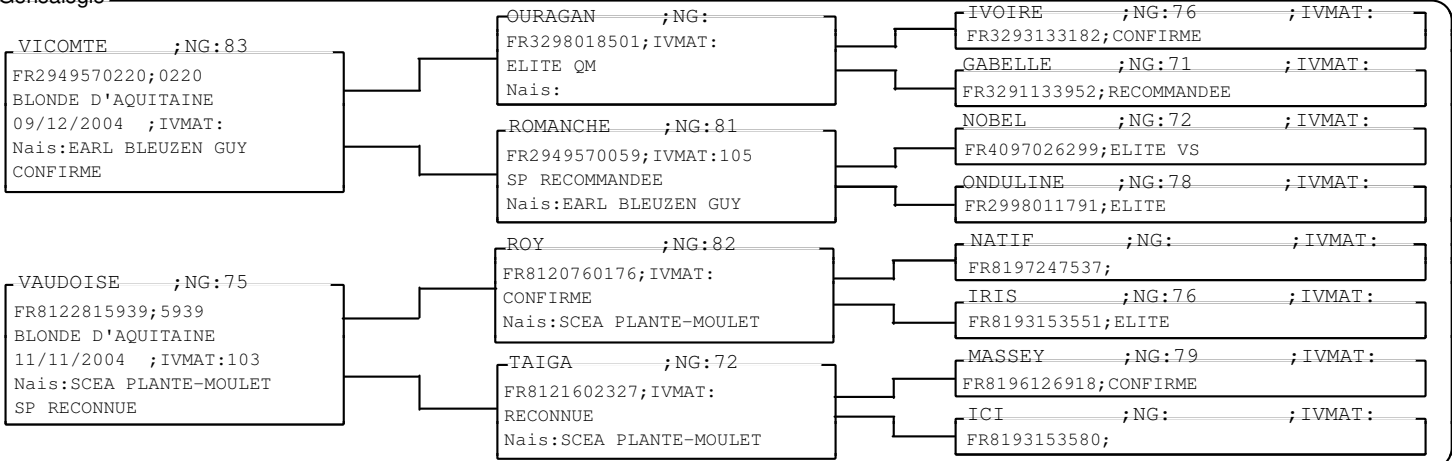 Généalogie
VICOMTE ;NG:83
FR2949570220;0220
BLONDE D'AQUITAINE
09/12/2004 ;IVMAT:
Nais:EARL BLEUZEN GUY
CONFIRME
VAUDOISE ;NG:75
FR8122815939;5939
BLONDE D'AQUITAINE
11/11/2004 ;IVMAT:103
Nais:SCEA PLANTE-MOULET
SP RECONNUE
OURAGAN ;NG:
FR3298018501;IVMAT:
ELITE QM
Nais:
ROMANCHE ;NG:81
FR2949570059;IVMAT:105
SP RECOMMANDEE
Nais:EARL BLEUZEN GUY
ROY ;NG:82
FR8120760176;IVMAT:
CONFIRME
Nais:SCEA PLANTE-MOULET
TAIGA ;NG:72
FR8121602327;IVMAT:
RECONNUE
Nais:SCEA PLANTE-MOULET
IVOIRE ;NG:76 ;IVMAT:
FR3293133182;CONFIRME
GABELLE ;NG:71 ;IVMAT:
FR3291133952;RECOMMANDEE
NOBEL ;NG:72 ;IVMAT:
FR4097026299;ELITE VS
ONDULINE ;NG:78 ;IVMAT:
FR2998011791;ELITE
NATIF ;NG: ;IVMAT:
FR8197247537;
IRIS ;NG:76 ;IVMAT:
FR8193153551;ELITE
MASSEY ;NG:79 ;IVMAT:
FR8196126918;CONFIRME
ICI ;NG: ;IVMAT:
FR8193153580;